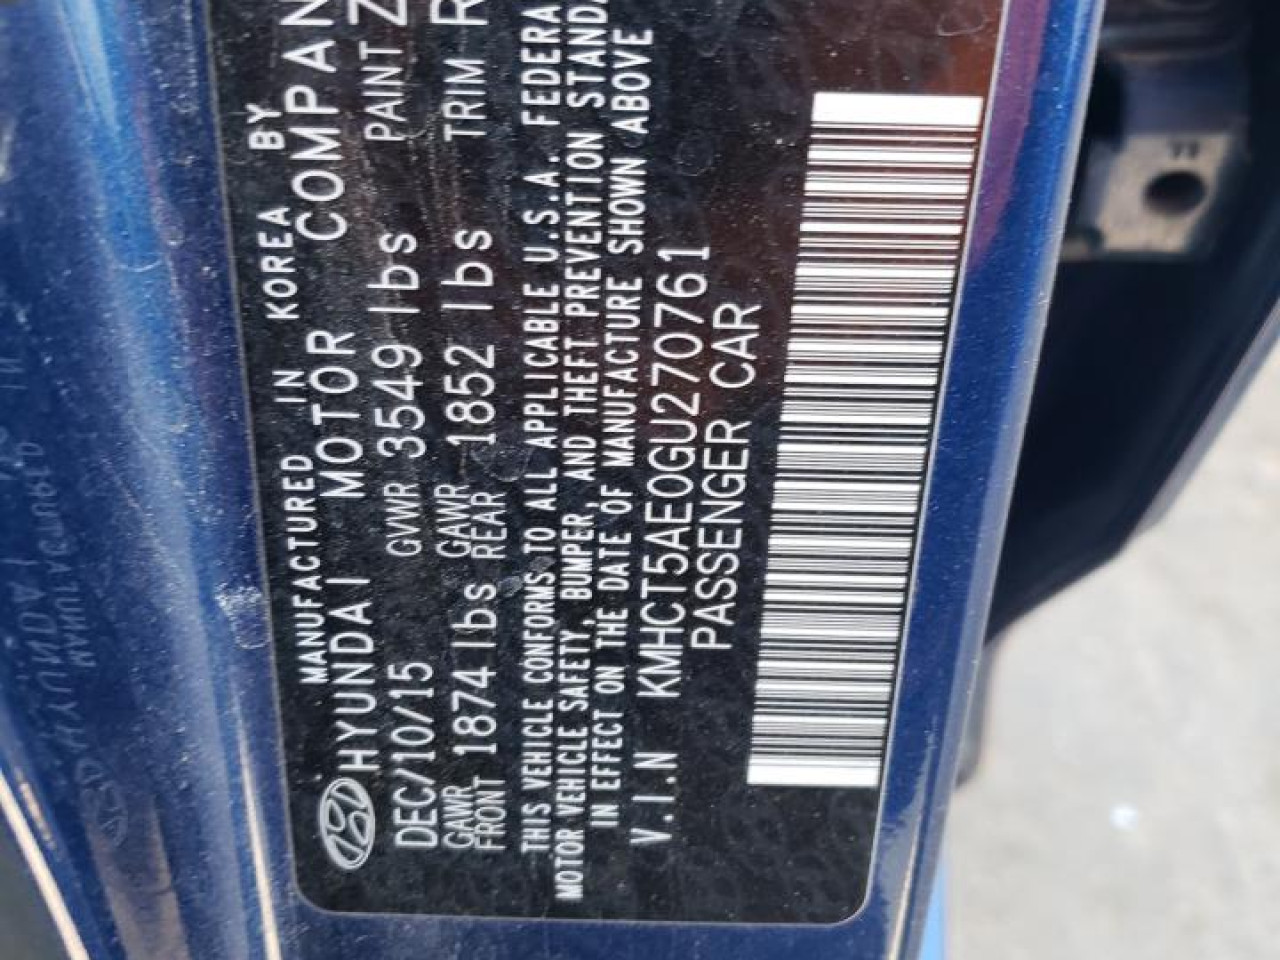 MANUFACTURED IN KOREA BY
HYUNDAI MOTOR COMPAN
DEC/10/15 GVWR 3549 lbs PAINT Z
GAWR FRONT 1874 lbs GAWR REAR 1852 lbs TRIM R
THIS VEHICLE CONFORMS TO ALL APPLICABLE U.S.A. FEDERA
MOTOR VEHICLE SAFETY, BUMPER, AND THEFT PREVENTION STANDA
IN EFFECT ON THE DATE OF MANUFACTURE SHOWN ABOVE
V.I.N KMHCT5AE0GU270761
PASSENGER CAR